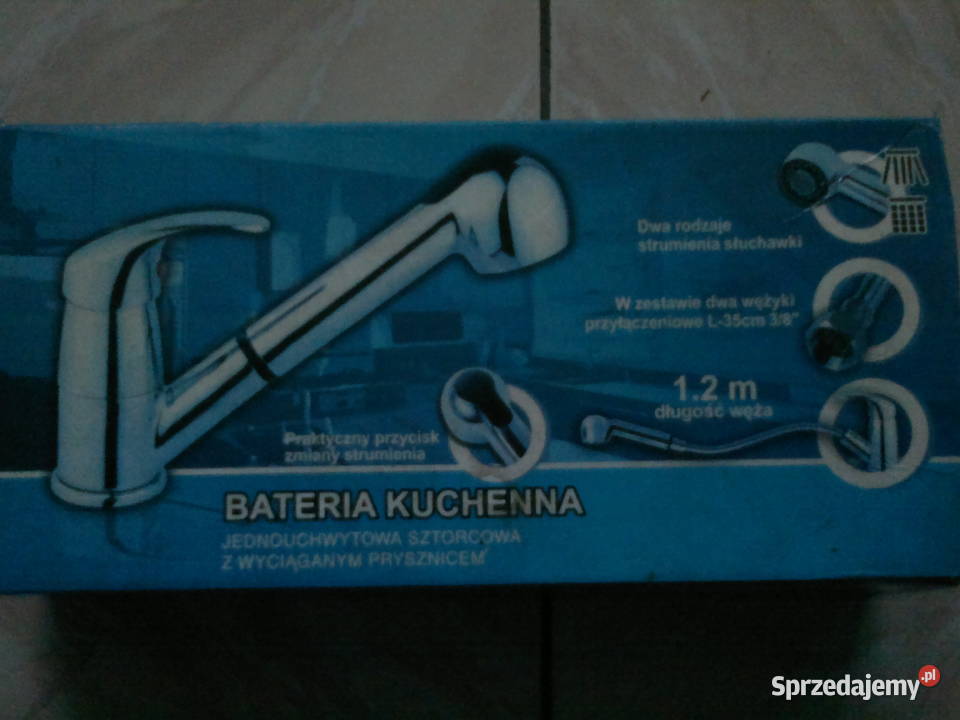 Dwa rodzaje
strumienia słuchawki
W zestawie dwa wężyki
przyłączeniowe L-35cm 3/8"
1.2 m
długość węża
Praktyczny przycisk
zmiany strumienia
BATERIA KUCHENNA
JEDNOUCHWYTOWA SZTORCOWA
Z WYCIĄGANYM PRYSZNICEM
Sprzedajemy.pl